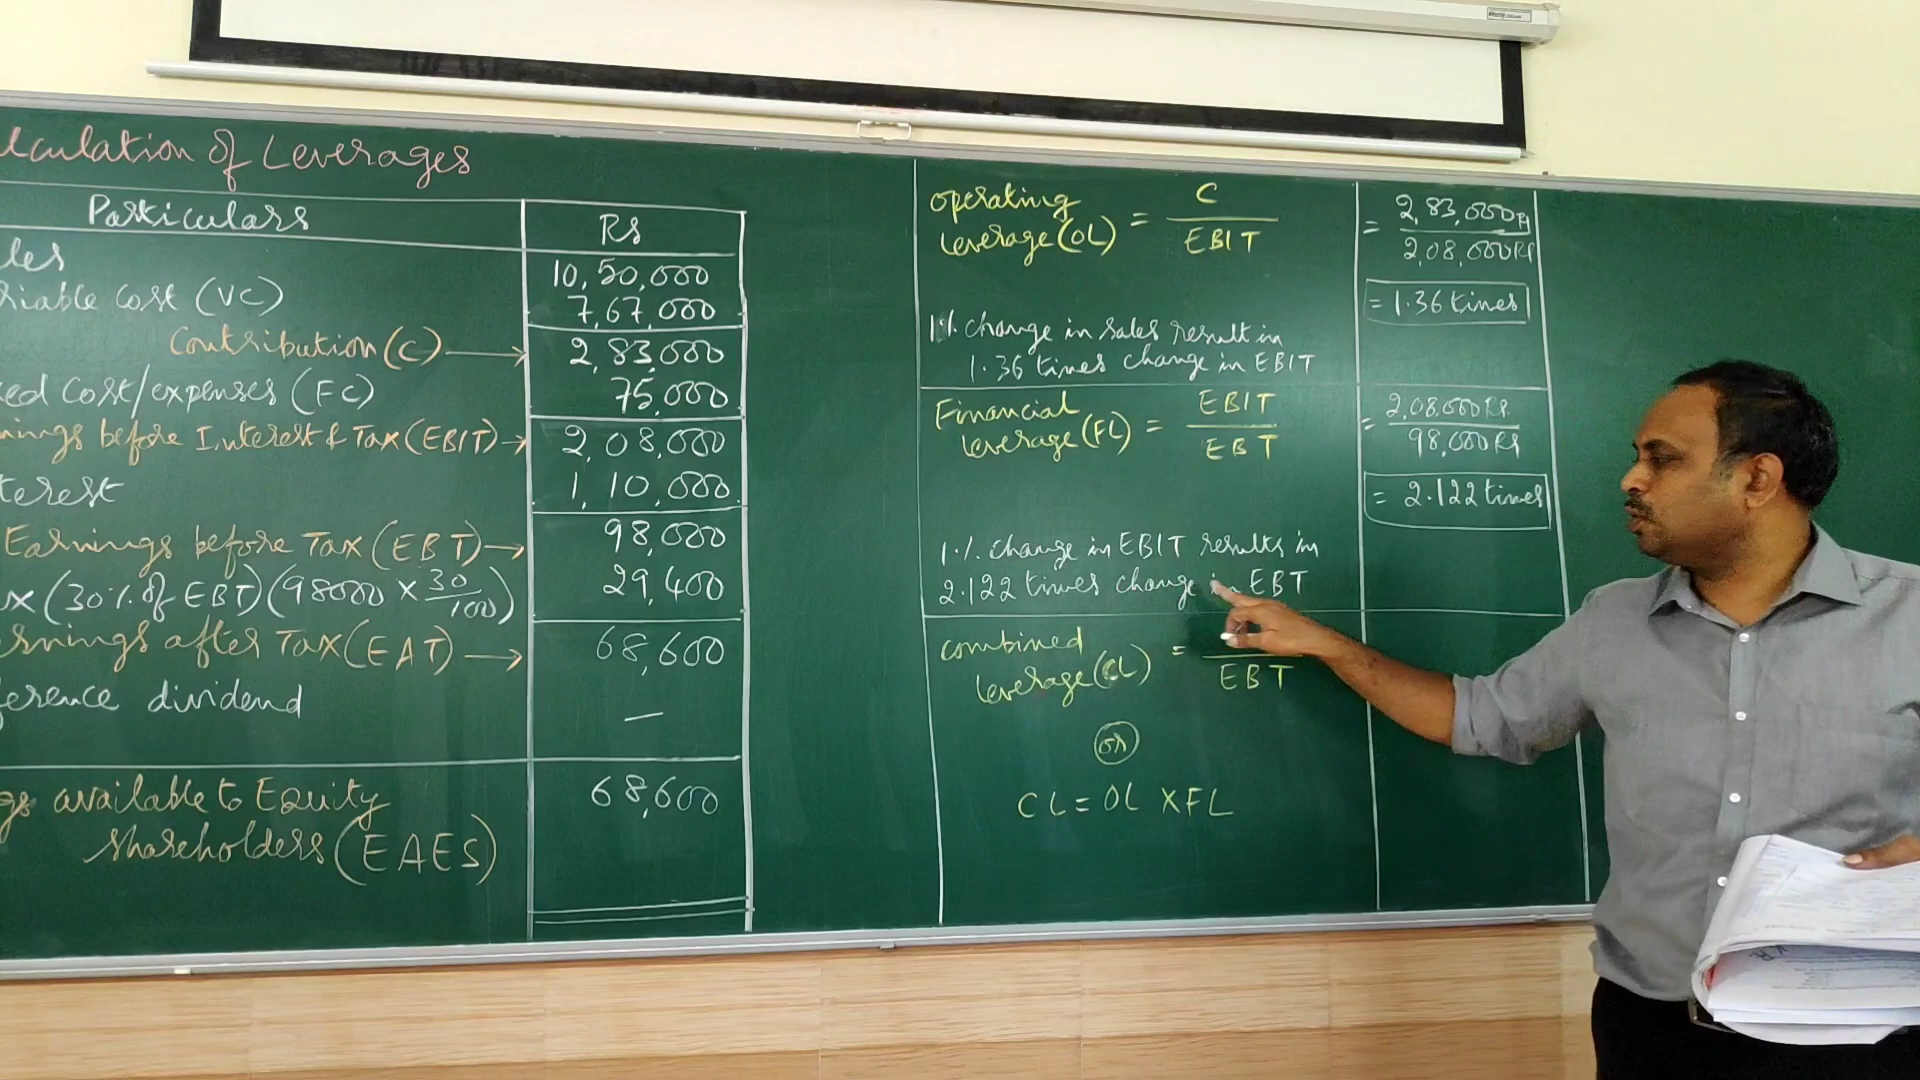 lculation of Leverages
Particulars Rs
les 10,50,000
riable cost (VC) 7,67,000
Contribution (C) → 2,83,000
ed cost/expenses (FC) 75,000
nings before Interest & Tax (EBIT) → 2,08,000
terest 1,10,000
Earnings before Tax (EBT) → 98,000
x (30% of EBT) (98000 × 30/100) 29,400
rnings after Tax (EAT) → 68,600
ference dividend —
gs available to Equity 68,600
shareholders (EAES)
operating leverage (OL) = C / EBIT
= 2,83,000 Rs / 2,08,000 Rs
= 1.36 times
1% change in sales result in
1.36 times change in EBIT
Financial leverage (FL) = EBIT / EBT
= 2,08,000 Rs. / 98,000 Rs
= 2.122 times
1% change in EBIT results in
2.122 times change in EBT
combined leverage (CL) = / EBT
or
CL = OL X FL